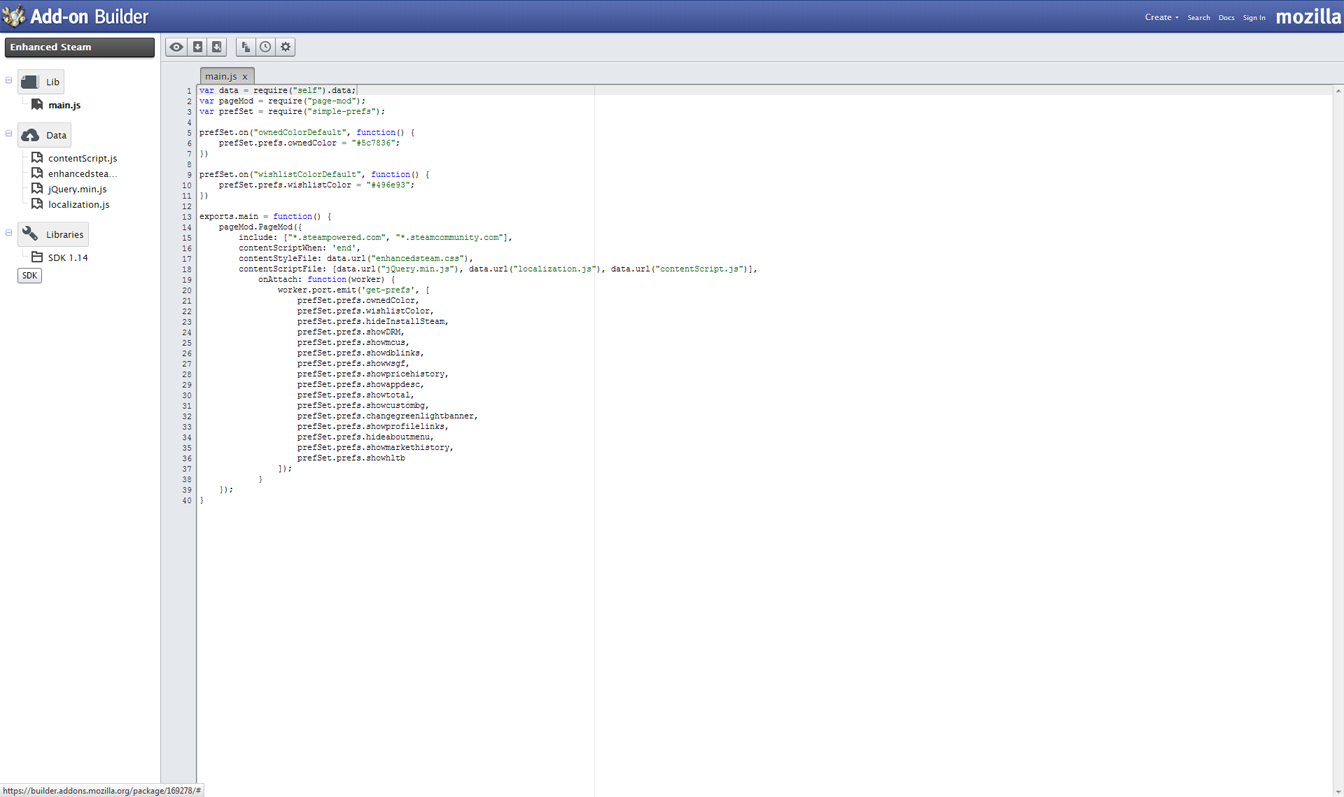 Add-on Builder
Create Search Docs Sign In mozilla
Enhanced Steam
Lib
main.js
Data
contentScript.js
enhancedstea...
jQuery.min.js
localization.js
Libraries
SDK 1.14
SDK
main.js x
1 var data = require("self").data;
2 var pageMod = require("page-mod");
3 var prefSet = require("simple-prefs");
4
5 prefSet.on("ownedColorDefault", function() {
6 prefSet.prefs.ownedColor = "#5c7836";
7 })
8
9 prefSet.on("wishlistColorDefault", function() {
10 prefSet.prefs.wishlistColor = "#496e93";
11 })
12
13 exports.main = function() {
14 pageMod.PageMod({
15 include: ["*.steampowered.com", "*.steamcommunity.com"],
16 contentScriptWhen: 'end',
17 contentStyleFile: data.url("enhancedsteam.css"),
18 contentScriptFile: [data.url("jQuery.min.js"), data.url("localization.js"), data.url("contentScript.js")],
19 onAttach: function(worker) {
20 worker.port.emit('get-prefs', [
21 prefSet.prefs.ownedColor,
22 prefSet.prefs.wishlistColor,
23 prefSet.prefs.hideInstallSteam,
24 prefSet.prefs.showDRM,
25 prefSet.prefs.showmcus,
26 prefSet.prefs.showdblinks,
27 prefSet.prefs.showwsgf,
28 prefSet.prefs.showpricehistory,
29 prefSet.prefs.showappdesc,
30 prefSet.prefs.showtotal,
31 prefSet.prefs.showcustombg,
32 prefSet.prefs.changegreenlightbanner,
33 prefSet.prefs.showprofilelinks,
34 prefSet.prefs.hideaboutmenu,
35 prefSet.prefs.showmarkethistory,
36 prefSet.prefs.showhltb
37 ]);
38 }
39 });
40 }
https://builder.addons.mozilla.org/package/169278/#